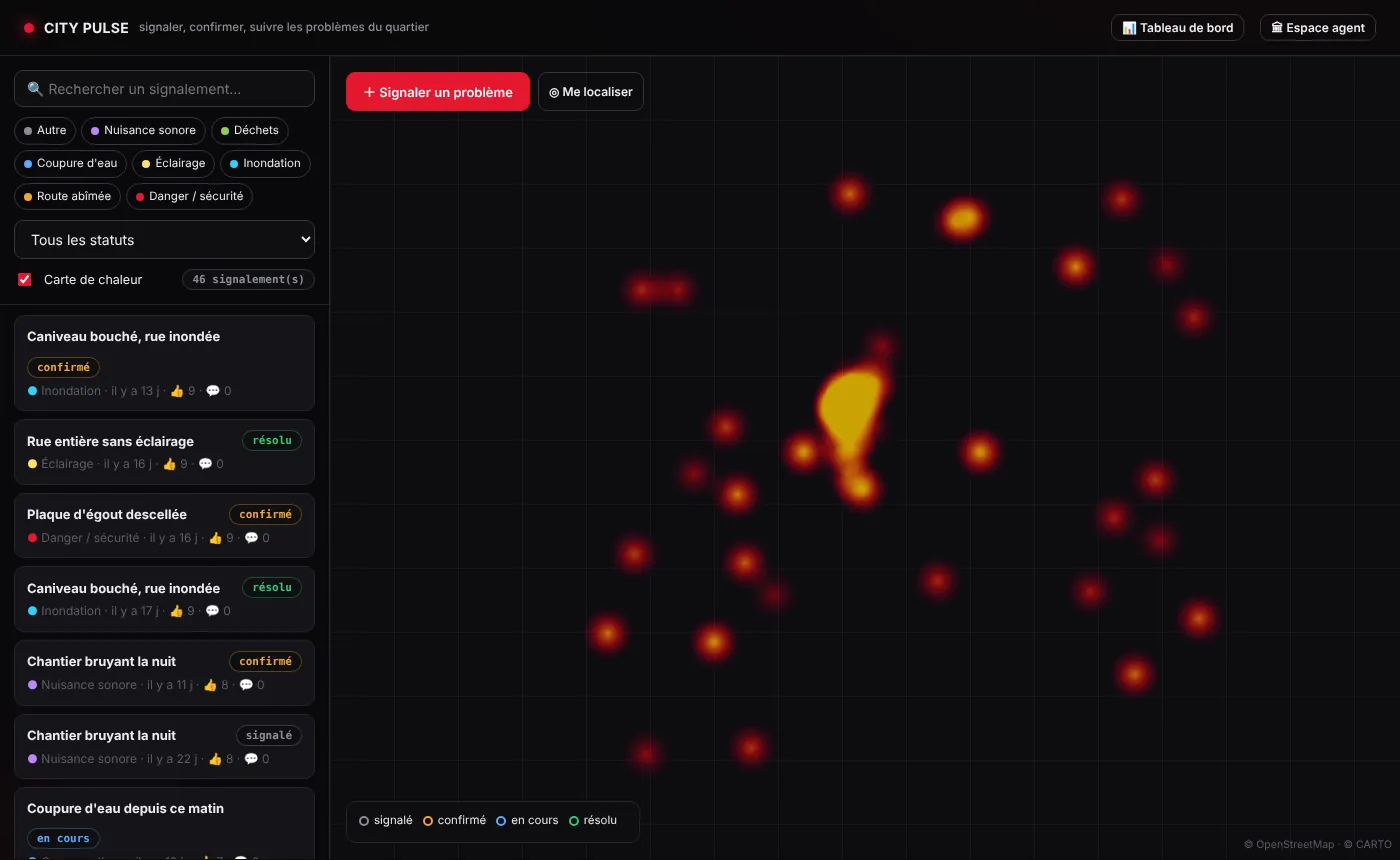 CITY PULSE signaler, confirmer, suivre les problèmes du quartier
📊 Tableau de bord
🏛 Espace agent
🔍 Rechercher un signalement...
Autre
Nuisance sonore
Déchets
Coupure d'eau
Éclairage
Inondation
Route abîmée
Danger / sécurité
Tous les statuts
Carte de chaleur
46 signalement(s)
Caniveau bouché, rue inondée
confirmé
Inondation · il y a 13 j · 👍 9 · 💬 0
Rue entière sans éclairage
résolu
Éclairage · il y a 16 j · 👍 9 · 💬 0
Plaque d'égout descellée
confirmé
Danger / sécurité · il y a 16 j · 👍 9 · 💬 0
Caniveau bouché, rue inondée
résolu
Inondation · il y a 17 j · 👍 9 · 💬 0
Chantier bruyant la nuit
confirmé
Nuisance sonore · il y a 11 j · 👍 8 · 💬 0
Chantier bruyant la nuit
signalé
Nuisance sonore · il y a 22 j · 👍 8 · 💬 0
Coupure d'eau depuis ce matin
en cours
+ Signaler un problème
◎ Me localiser
signalé
confirmé
en cours
résolu
© OpenStreetMap · © CARTO